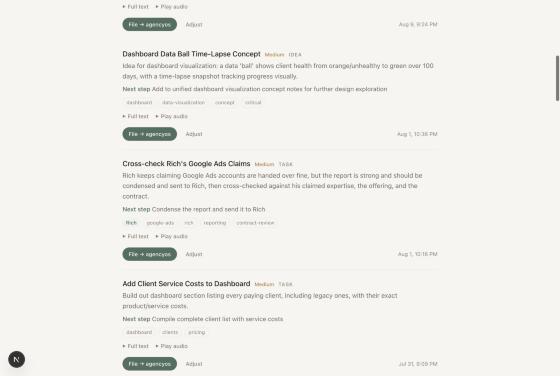 ▸ Full text ▸ Play audio
File → agencyos Adjust Aug 9, 9:24 PM
Dashboard Data Ball Time-Lapse Concept Medium IDEA
Idea for dashboard visualization: a data 'ball' shows client health from orange/unhealthy to green over 100
days, with a time-lapse snapshot tracking progress visually.
Next step Add to unified dashboard visualization concept notes for further design exploration
dashboard data-visualization concept critical
▸ Full text ▸ Play audio
File → agencyos Adjust Aug 1, 10:36 PM
Cross-check Rich's Google Ads Claims Medium TASK
Rich keeps claiming Google Ads accounts are handed over fine, but the report is strong and should be
condensed and sent to Rich, then cross-checked against his claimed expertise, the offering, and the
contract.
Next step Condense the report and send it to Rich
Rich google-ads rich reporting contract-review
▸ Full text ▸ Play audio
File → agencyos Adjust Aug 1, 10:16 PM
Add Client Service Costs to Dashboard Medium TASK
Build out dashboard section listing every paying client, including legacy ones, with their exact
product/service costs.
Next step Compile complete client list with service costs
dashboard clients pricing
▸ Full text ▸ Play audio
N File → agencyos Adjust Jul 31, 6:09 PM